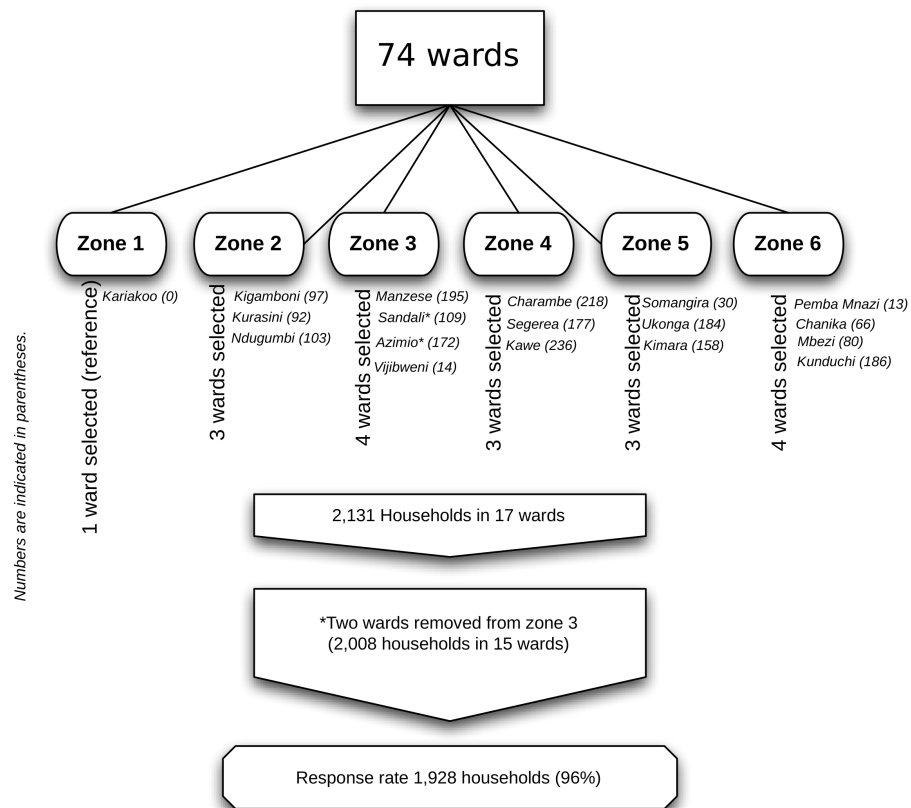 74 wards
Zone 1
Zone 2
Zone 3
Zone 4
Zone 5
Zone 6
1 ward selected (reference)
Kariakoo (0)
3 wards selected
Kigamboni (97)
Kurasini (92)
Ndugumbi (103)
4 wards selected
Manzese (195)
Sandali* (109)
Azimio* (172)
Vijibweni (14)
3 wards selected
Charambe (218)
Segerea (177)
Kawe (236)
3 wards selected
Somangira (30)
Ukonga (184)
Kimara (158)
4 wards selected
Pemba Mnazi (13)
Chanika (66)
Mbezi (80)
Kunduchi (186)
Numbers are indicated in parentheses.
2,131 Households in 17 wards
*Two wards removed from zone 3
(2,008 households in 15 wards)
Response rate 1,928 households (96%)